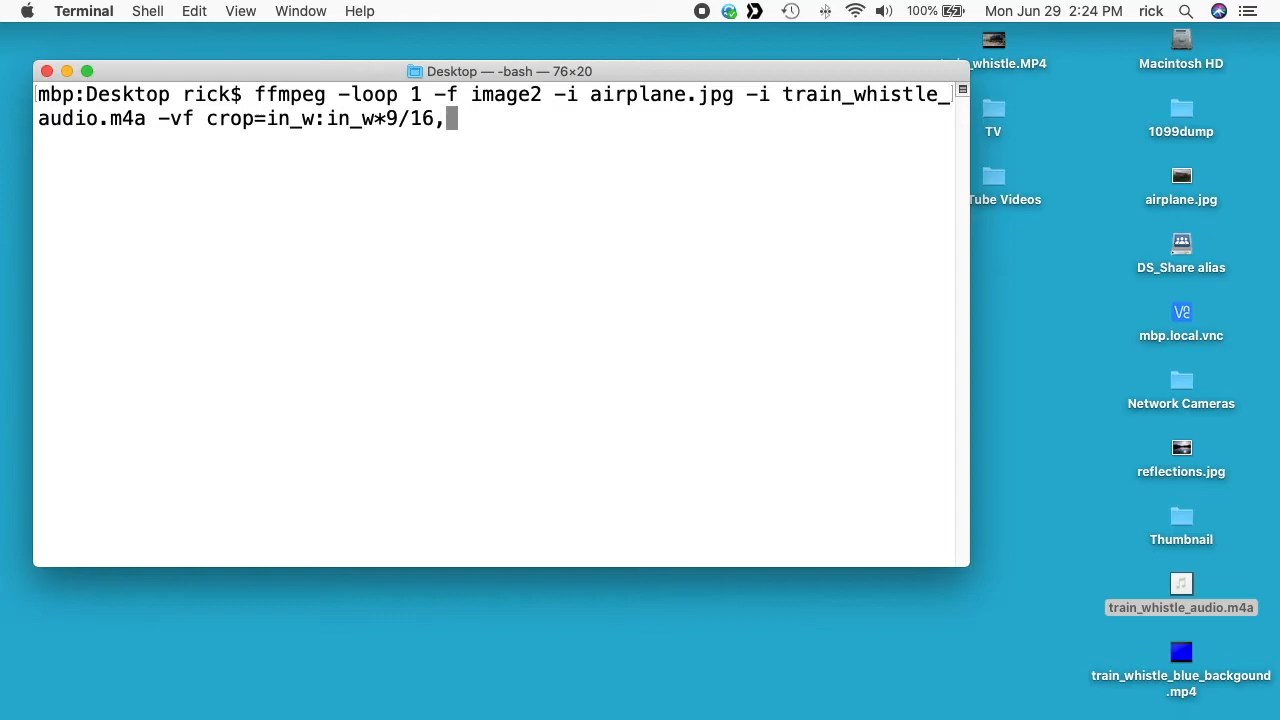 Terminal Shell Edit View Window Help 100% Mon Jun 29 2:24 PM rick
Desktop — -bash — 76×20
mbp:Desktop rick$ ffmpeg -loop 1 -f image2 -i airplane.jpg -i train_whistle_
audio.m4a -vf crop=in_w:in_w*9/16,
_whistle.MP4
TV
Tube Videos
Macintosh HD
1099dump
airplane.jpg
DS_Share alias
mbp.local.vnc
Network Cameras
reflections.jpg
Thumbnail
train_whistle_audio.m4a
train_whistle_blue_backgound
.mp4